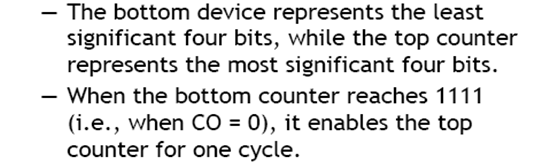 – The bottom device represents the least
significant four bits, while the top counter
represents the most significant four bits.
– When the bottom counter reaches 1111
(i.e., when CO = 0), it enables the top
counter for one cycle.